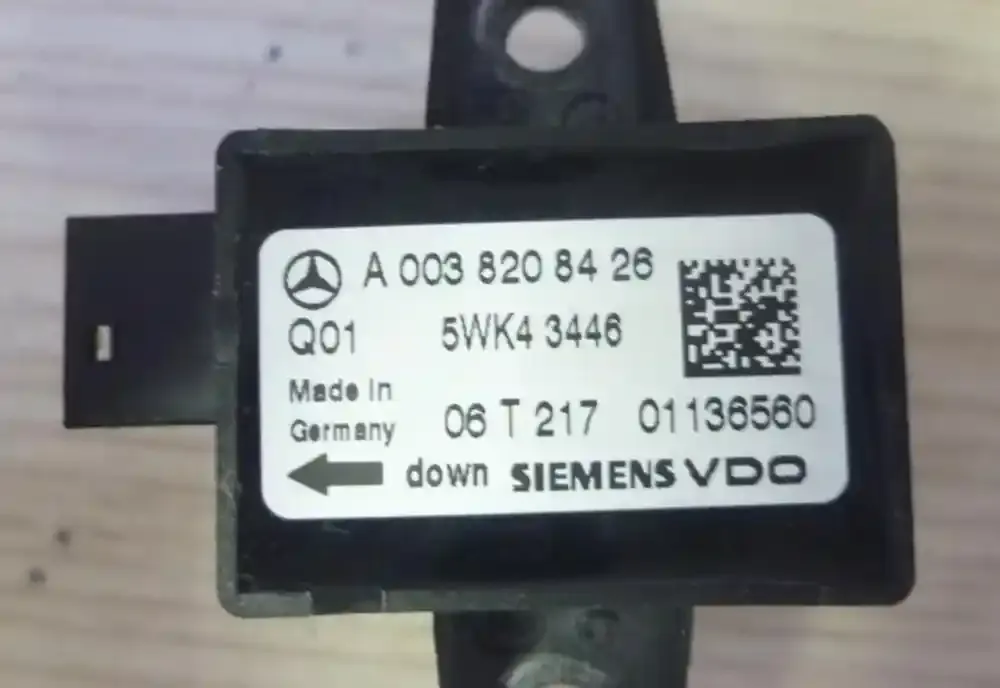 A 003 820 84 26
Q01 5WK4 3446
Made in
Germany 06 T 217 01136560
down SIEMENS VDO